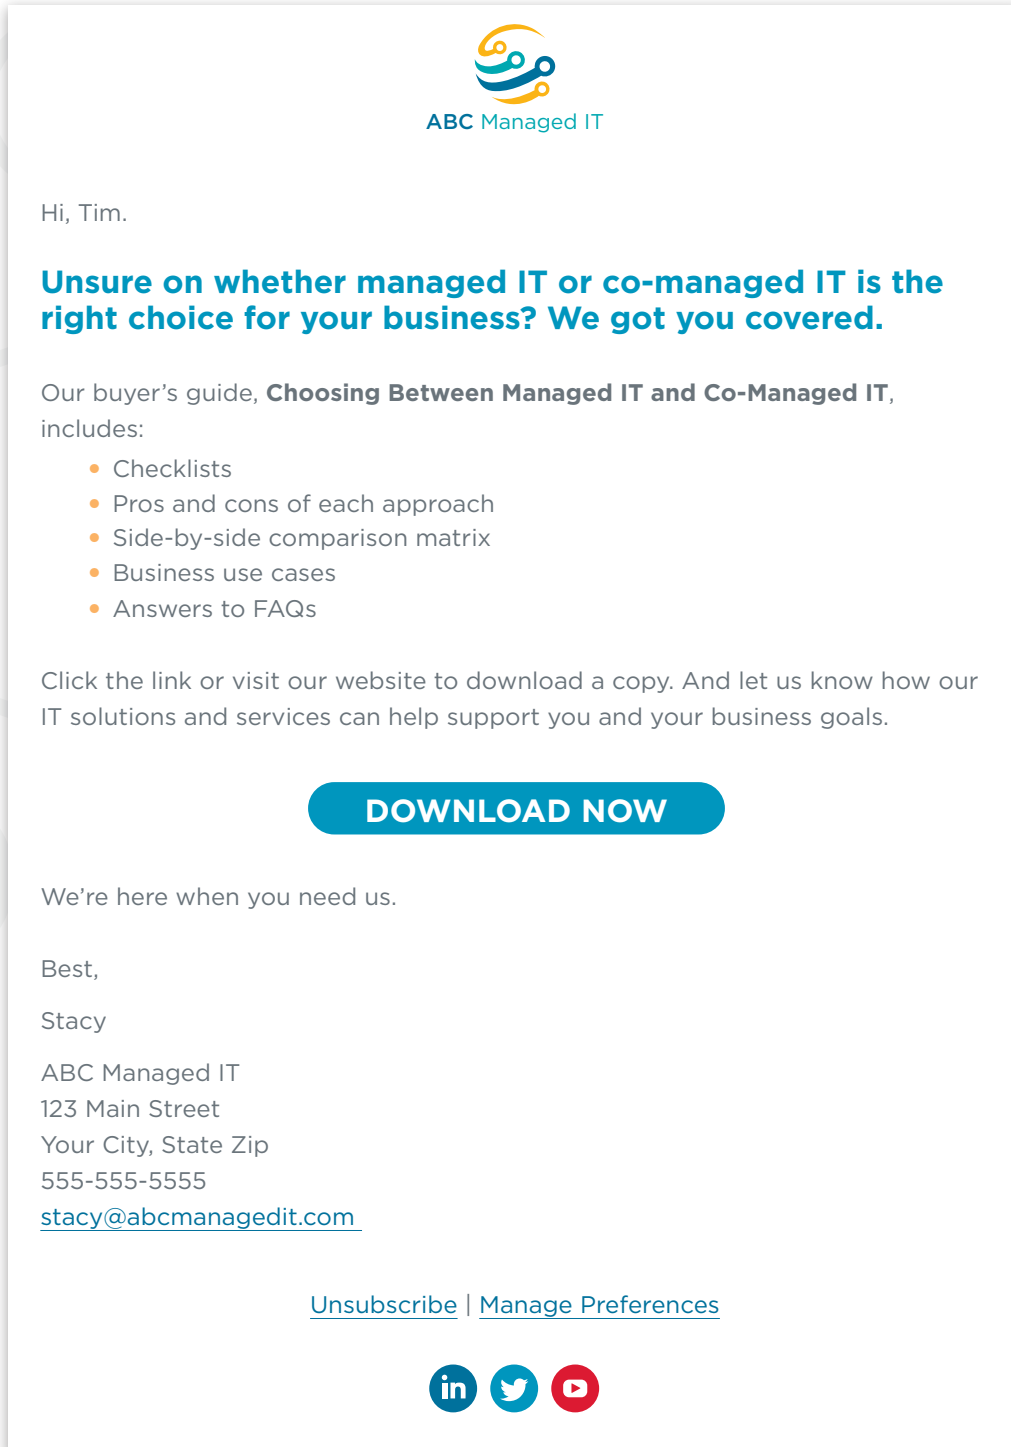 ABC Managed IT
Hi, Tim.
Unsure on whether managed IT or co-managed IT is the
right choice for your business? We got you covered.
Our buyer’s guide, Choosing Between Managed IT and Co-Managed IT,
includes:
• Checklists
• Pros and cons of each approach
• Side-by-side comparison matrix
• Business use cases
• Answers to FAQs
Click the link or visit our website to download a copy. And let us know how our
IT solutions and services can help support you and your business goals.
DOWNLOAD NOW
We’re here when you need us.
Best,
Stacy
ABC Managed IT
123 Main Street
Your City, State Zip
555-555-5555
stacy@abcmanagedit.com
Unsubscribe | Manage Preferences
in